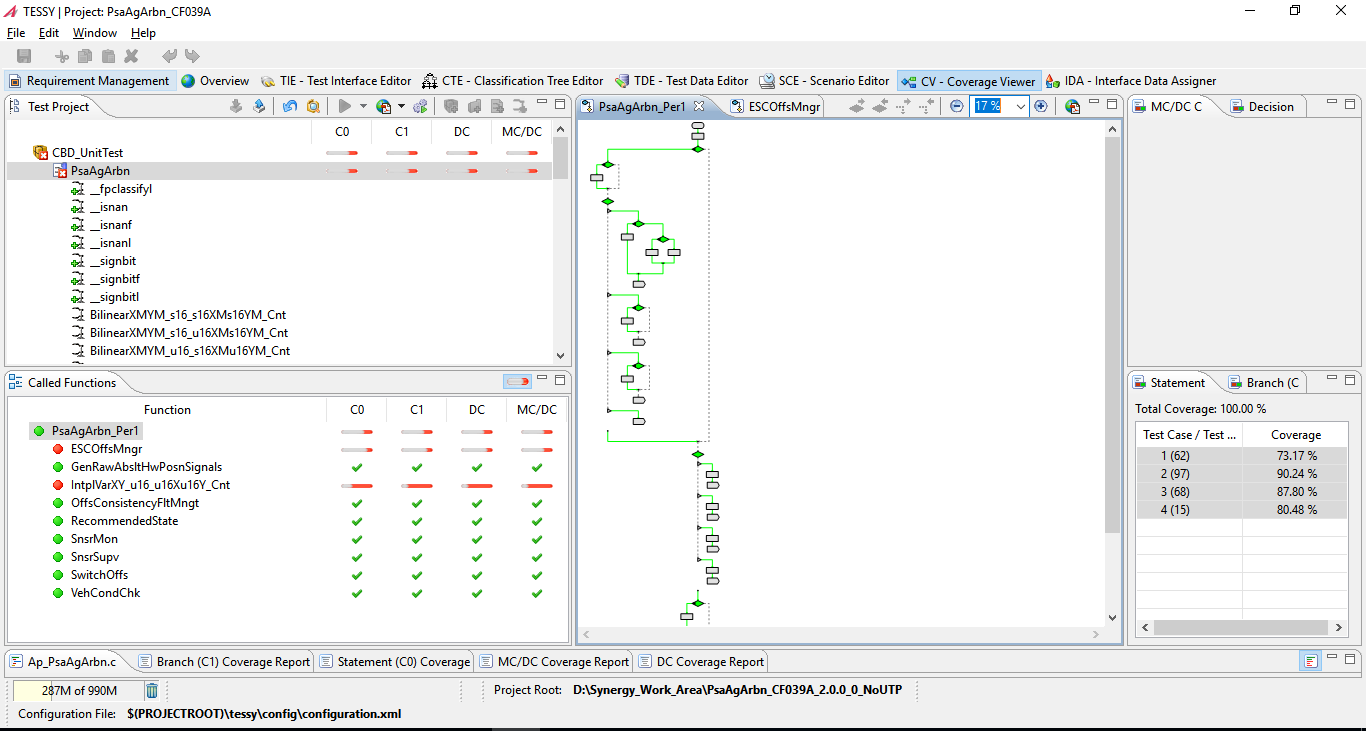 TESSY | Project: PsaAgArbn_CF039A
File Edit Window Help
Requirement Management Overview TIE - Test Interface Editor CTE - Classification Tree Editor TDE - Test Data Editor SCE - Scenario Editor CV - Coverage Viewer IDA - Interface Data Assigner
Test Project
C0 C1 DC MC/DC
CBD_UnitTest
PsaAgArbn
__fpclassifyl
__isnan
__isnanf
__isnanl
__signbit
__signbitf
__signbitl
BilinearXMYM_s16_s16XMs16YM_Cnt
BilinearXMYM_s16_u16XMs16YM_Cnt
BilinearXMYM_u16_s16XMu16YM_Cnt
Called Functions
Function C0 C1 DC MC/DC
PsaAgArbn_Per1
ESCOffsMngr
GenRawAbsltHwPosnSignals
IntplVarXY_u16_u16Xu16Y_Cnt
OffsConsistencyFltMngt
RecommendedState
SnsrMon
SnsrSupv
SwitchOffs
VehCondChk
PsaAgArbn_Per1 ESCOffsMngr 17 %
MC/DC C Decision
Statement Branch (C
Total Coverage: 100.00 %
Test Case / Test ... Coverage
1 (62) 73.17 %
2 (97) 90.24 %
3 (68) 87.80 %
4 (15) 80.48 %
Ap_PsaAgArbn.c Branch (C1) Coverage Report Statement (C0) Coverage MC/DC Coverage Report DC Coverage Report
287M of 990M Project Root: D:\Synergy_Work_Area\PsaAgArbn_CF039A_2.0.0_0_NoUTP
Configuration File: $(PROJECTROOT)\tessy\config\configuration.xml